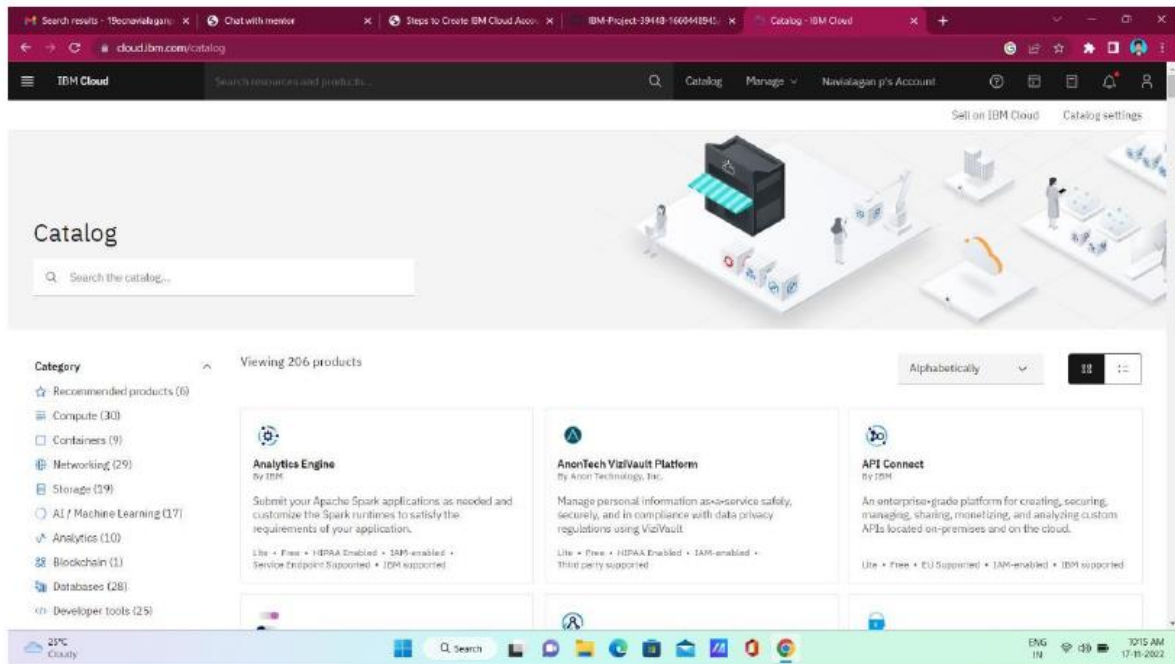 Search results - 19ecnavialagan
Chat with mentor
Steps to Create IBM Cloud Accou
IBM-Project-39448-1660448945
Catalog - IBM Cloud
cloud.ibm.com/catalog
IBM Cloud
Search resources and products...
Catalog
Manage
Navialagan p's Account
Sell on IBM Cloud
Catalog settings
Catalog
Search the catalog...
Category
Viewing 206 products
Alphabetically
Recommended products (6)
Compute (30)
Containers (9)
Networking (29)
Storage (19)
AI / Machine Learning (17)
Analytics (10)
Blockchain (1)
Databases (28)
Developer tools (25)
Analytics Engine
By IBM
Submit your Apache Spark applications as needed and
customize the Spark runtimes to satisfy the
requirements of your application.
Lite • Free • HIPAA Enabled • IAM-enabled •
Service Endpoint Supported • IBM supported
AnonTech ViziVault Platform
By Anon Technology, Inc.
Manage personal information as-a-service safely,
securely, and in compliance with data privacy
regulations using ViziVault
Lite • Free • HIPAA Enabled • IAM-enabled •
Third party supported
API Connect
By IBM
An enterprise-grade platform for creating, securing,
managing, sharing, monetizing, and analyzing custom
APIs located on-premises and on the cloud.
Lite • Free • EU Supported • IAM-enabled • IBM supported
25°C
Cloudy
Search
ENG
IN
10:15 AM
17-11-2022